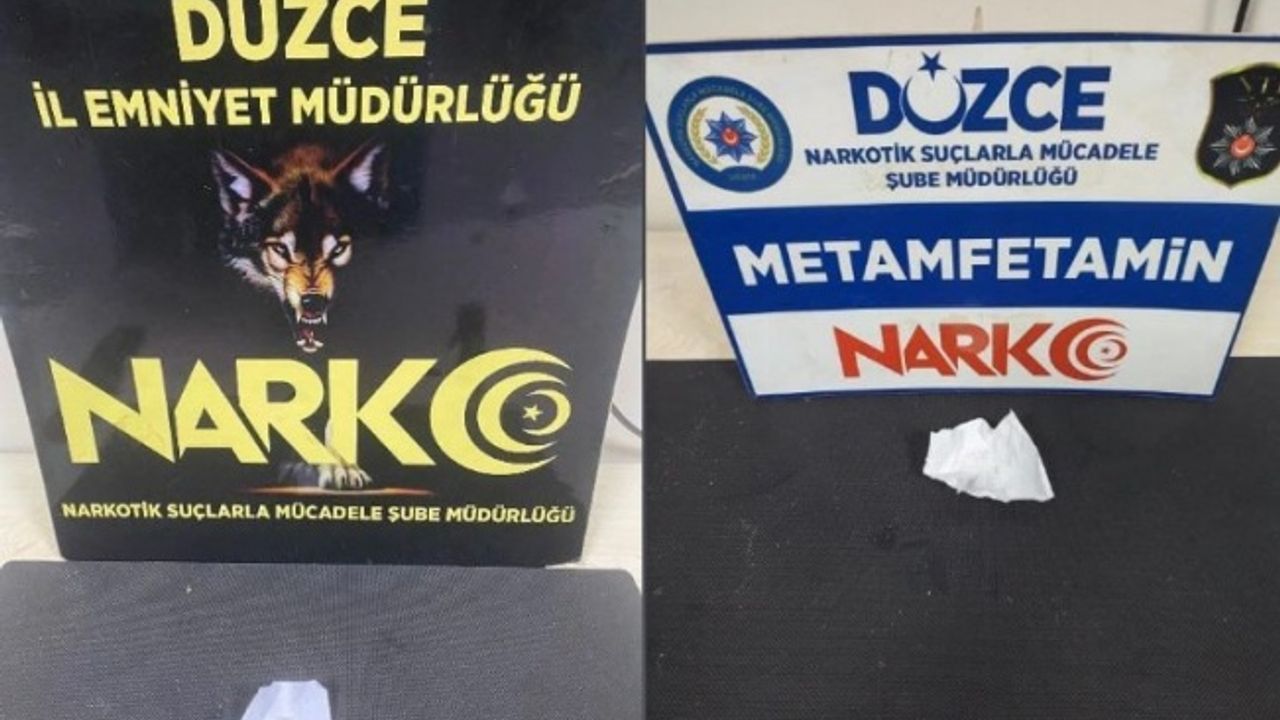 DÜZCE
İL EMNİYET MÜDÜRLÜĞÜ
NARKO
NARKOTİK SUÇLARLA MÜCADELE ŞUBE MÜDÜRLÜĞÜ
DÜZCE
NARKOTİK SUÇLARLA MÜCADELE
ŞUBE MÜDÜRLÜĞÜ
METAMFETAMİN
NARKO